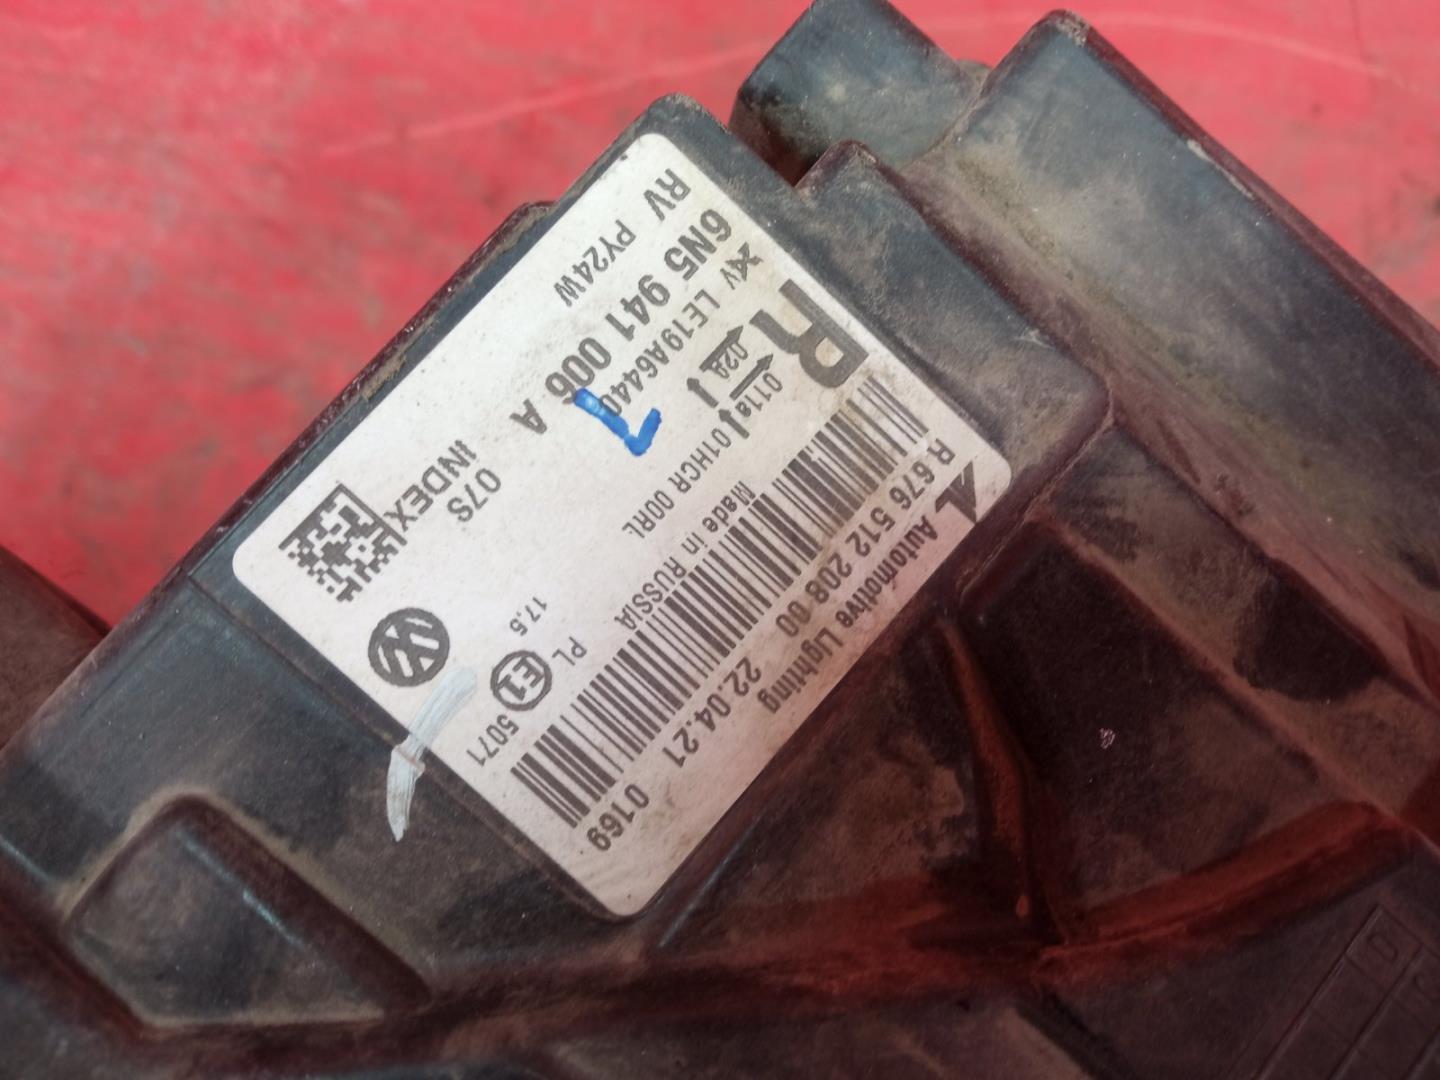 Automotive Lighting 22.04.21 0169
R.676 512 208 00
Made in RUSSIA
R
011a 01HCR 00RL
02A
17,5 PL E1 5071
V LE19A6440
6N5 941 006 A
RV PY24W
07S
INDEX